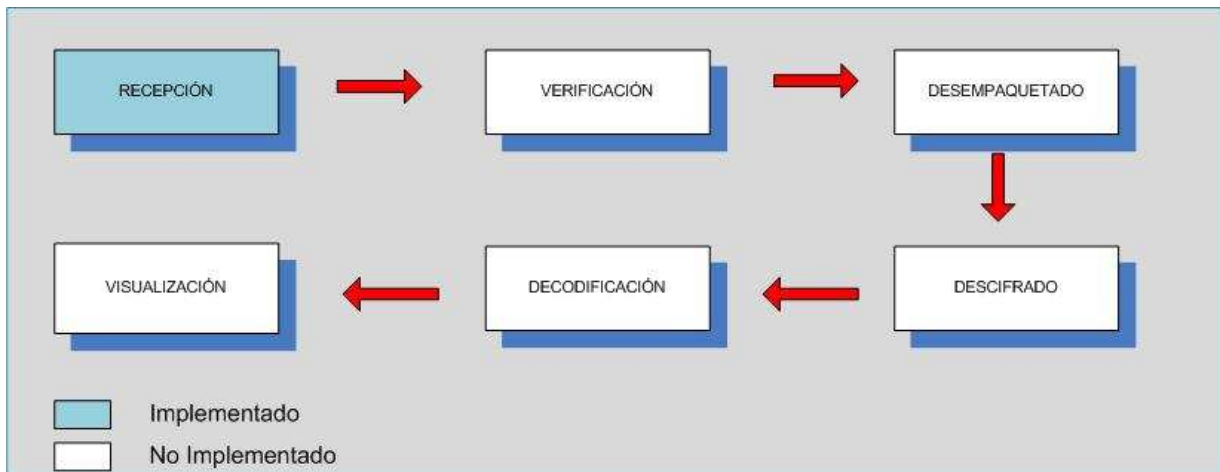 RECEPCIÓN
VERIFICACIÓN
DESEMPAQUETADO
DESCIFRADO
DECODIFICACIÓN
VISUALIZACIÓN
Implementado
No Implementado